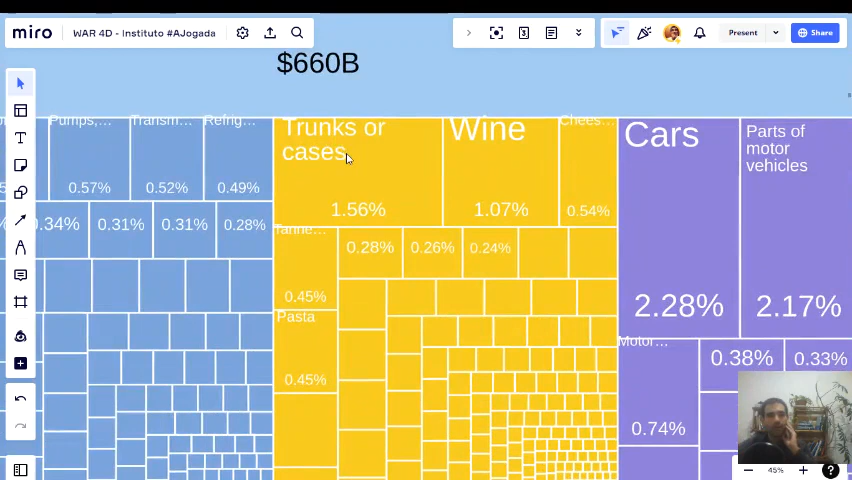 miro
WAR 4D - Instituto #AJogada
3
Present
Share
$660B
Pumps,...
Transm...
Refrig...
0.57%
0.52%
0.49%
0.34%
0.31%
0.31%
0.28%
Trunks or
cases
1.56%
Wine
1.07%
Chees...
0.54%
Tanne...
0.45%
0.28%
0.26%
0.24%
Pasta
0.45%
Cars
2.28%
Parts of
motor
vehicles
2.17%
Motor...
0.74%
0.38%
0.33%
45%